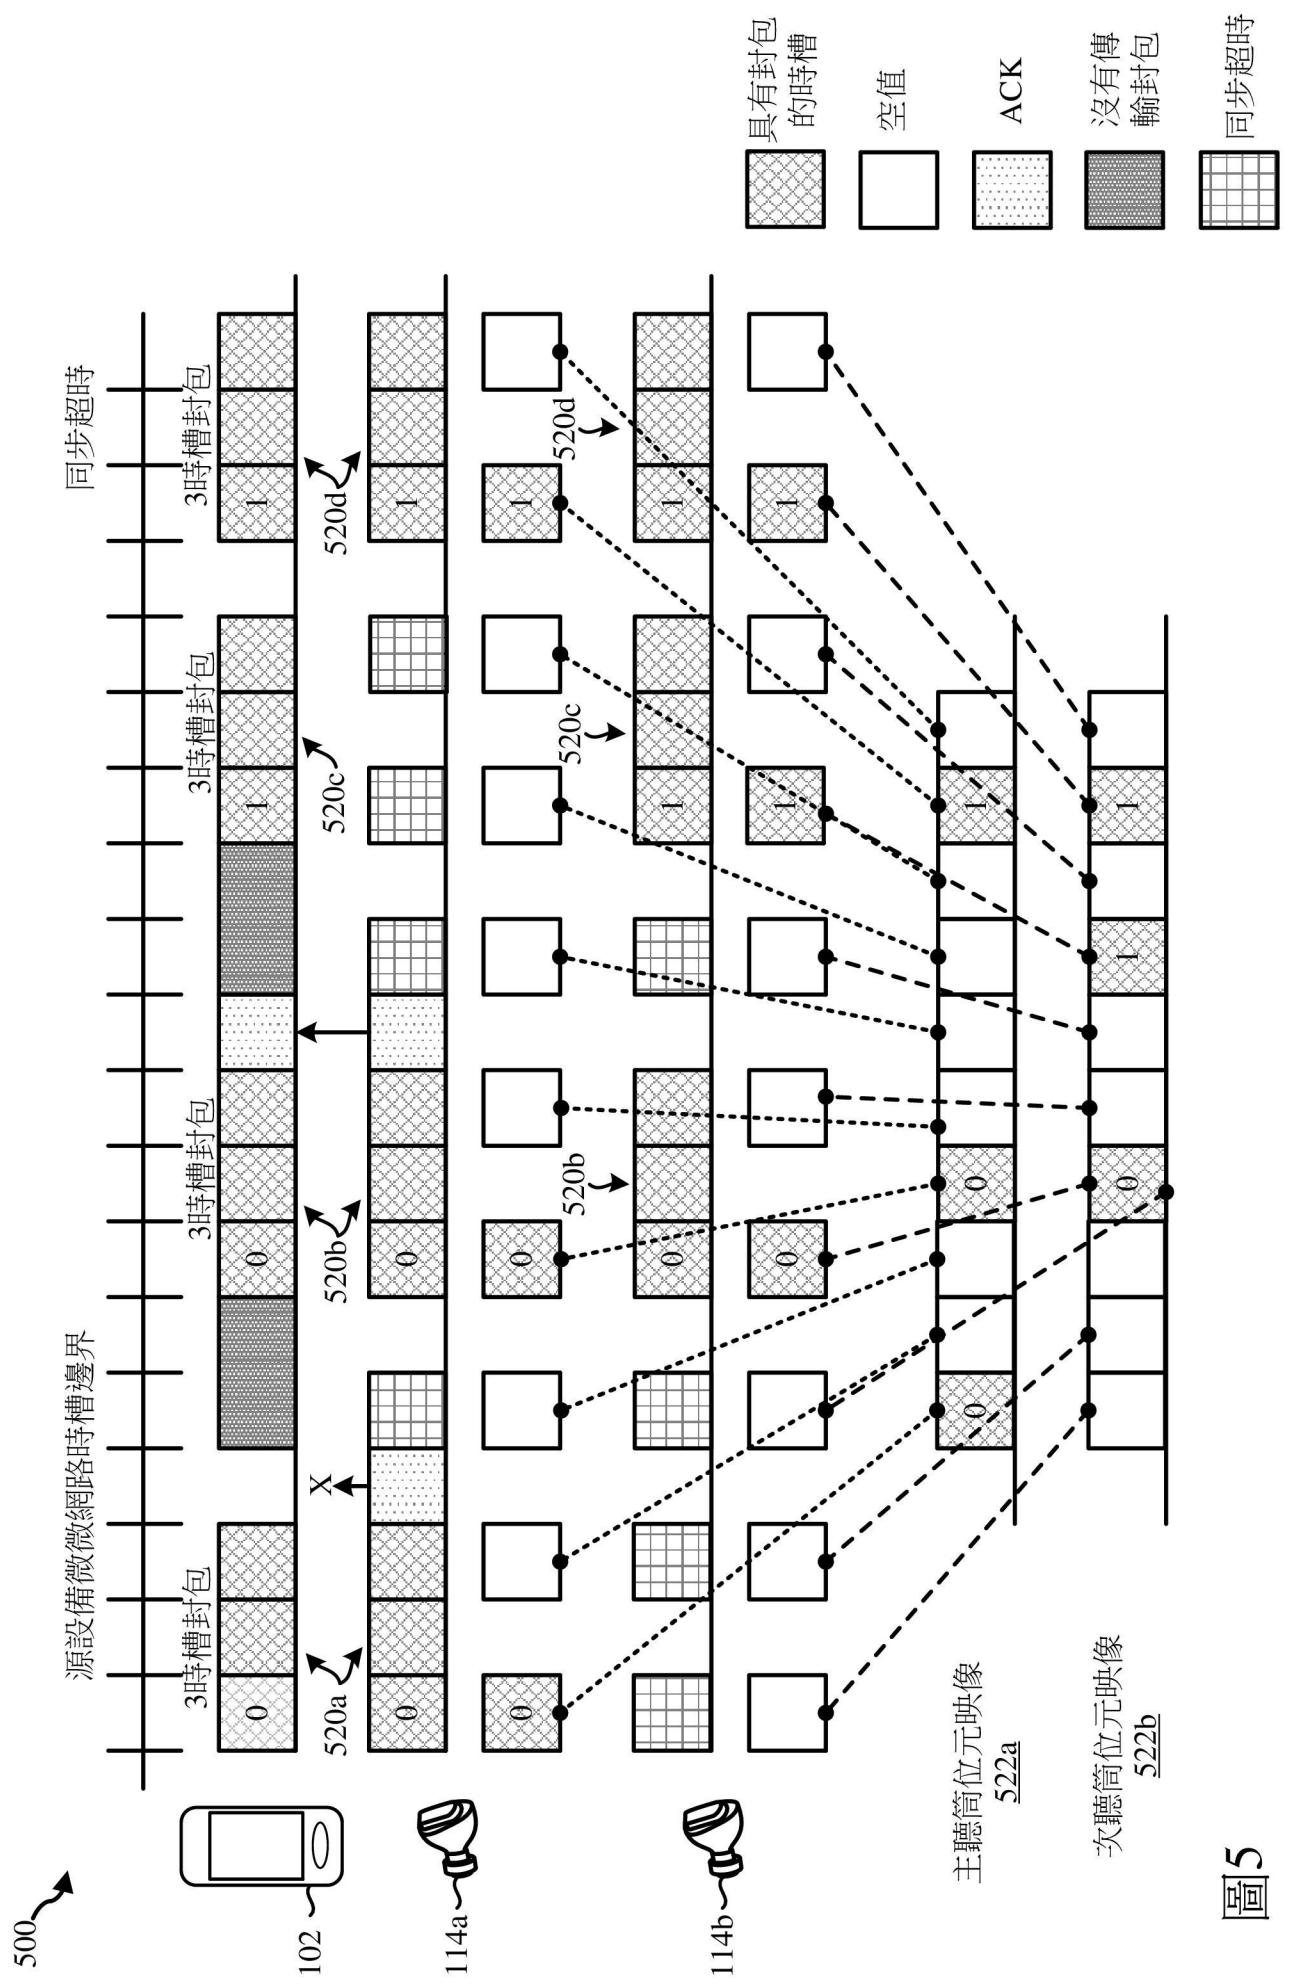 500
源設備微微網路時槽邊界
同步超時
3時槽封包
3時槽封包
3時槽封包
3時槽封包
102
0
0
1
1
520a
520b
520c
520d
X
114a
0
0
1
0
0
1
520b
520c
520d
114b
0
1
1
0
1
1
主聽筒位元映像
522a
0
0
1
次聽筒位元映像
522b
0
1
1
具有封包
的時槽
空值
ACK
沒有傳
輸封包
同步超時
圖5